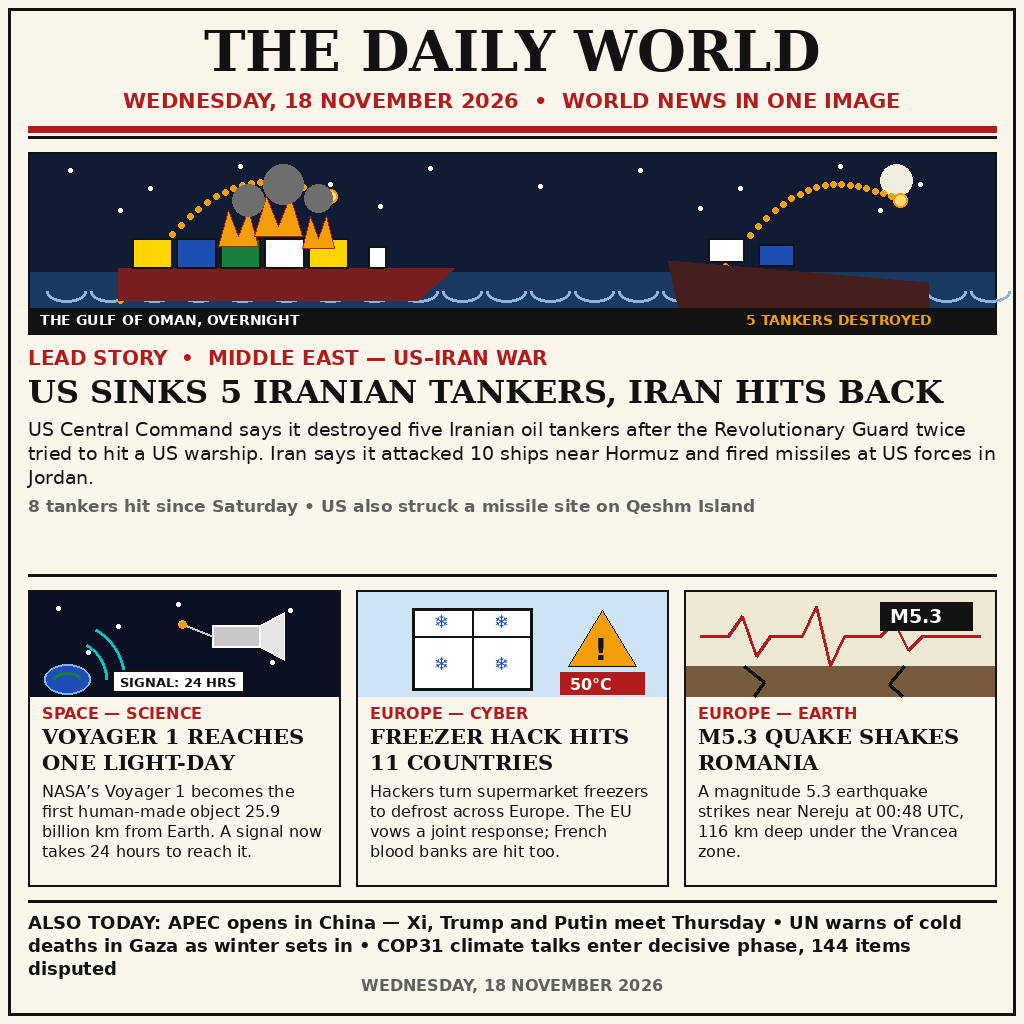 THE DAILY WORLD
WEDNESDAY, 18 NOVEMBER 2026 • WORLD NEWS IN ONE IMAGE
THE GULF OF OMAN, OVERNIGHT
5 TANKERS DESTROYED
LEAD STORY • MIDDLE EAST — US–IRAN WAR
US SINKS 5 IRANIAN TANKERS, IRAN HITS BACK
US Central Command says it destroyed five Iranian oil tankers after the Revolutionary Guard twice
tried to hit a US warship. Iran says it attacked 10 ships near Hormuz and fired missiles at US forces in
Jordan.
8 tankers hit since Saturday • US also struck a missile site on Qeshm Island
SIGNAL: 24 HRS
SPACE — SCIENCE
VOYAGER 1 REACHES
ONE LIGHT-DAY
NASA’s Voyager 1 becomes the
first human-made object 25.9
billion km from Earth. A signal now
takes 24 hours to reach it.
!
50°C
EUROPE — CYBER
FREEZER HACK HITS
11 COUNTRIES
Hackers turn supermarket freezers
to defrost across Europe. The EU
vows a joint response; French
blood banks are hit too.
M5.3
EUROPE — EARTH
M5.3 QUAKE SHAKES
ROMANIA
A magnitude 5.3 earthquake
strikes near Nereju at 00:48 UTC,
116 km deep under the Vrancea
zone.
ALSO TODAY: APEC opens in China — Xi, Trump and Putin meet Thursday • UN warns of cold
deaths in Gaza as winter sets in • COP31 climate talks enter decisive phase, 144 items
disputed
WEDNESDAY, 18 NOVEMBER 2026